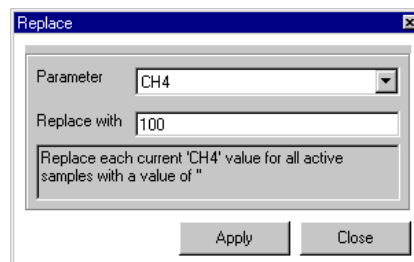 Replace
Parameter CH4
Replace with 100
Replace each current 'CH4' value for all active
samples with a value of ''
Apply Close